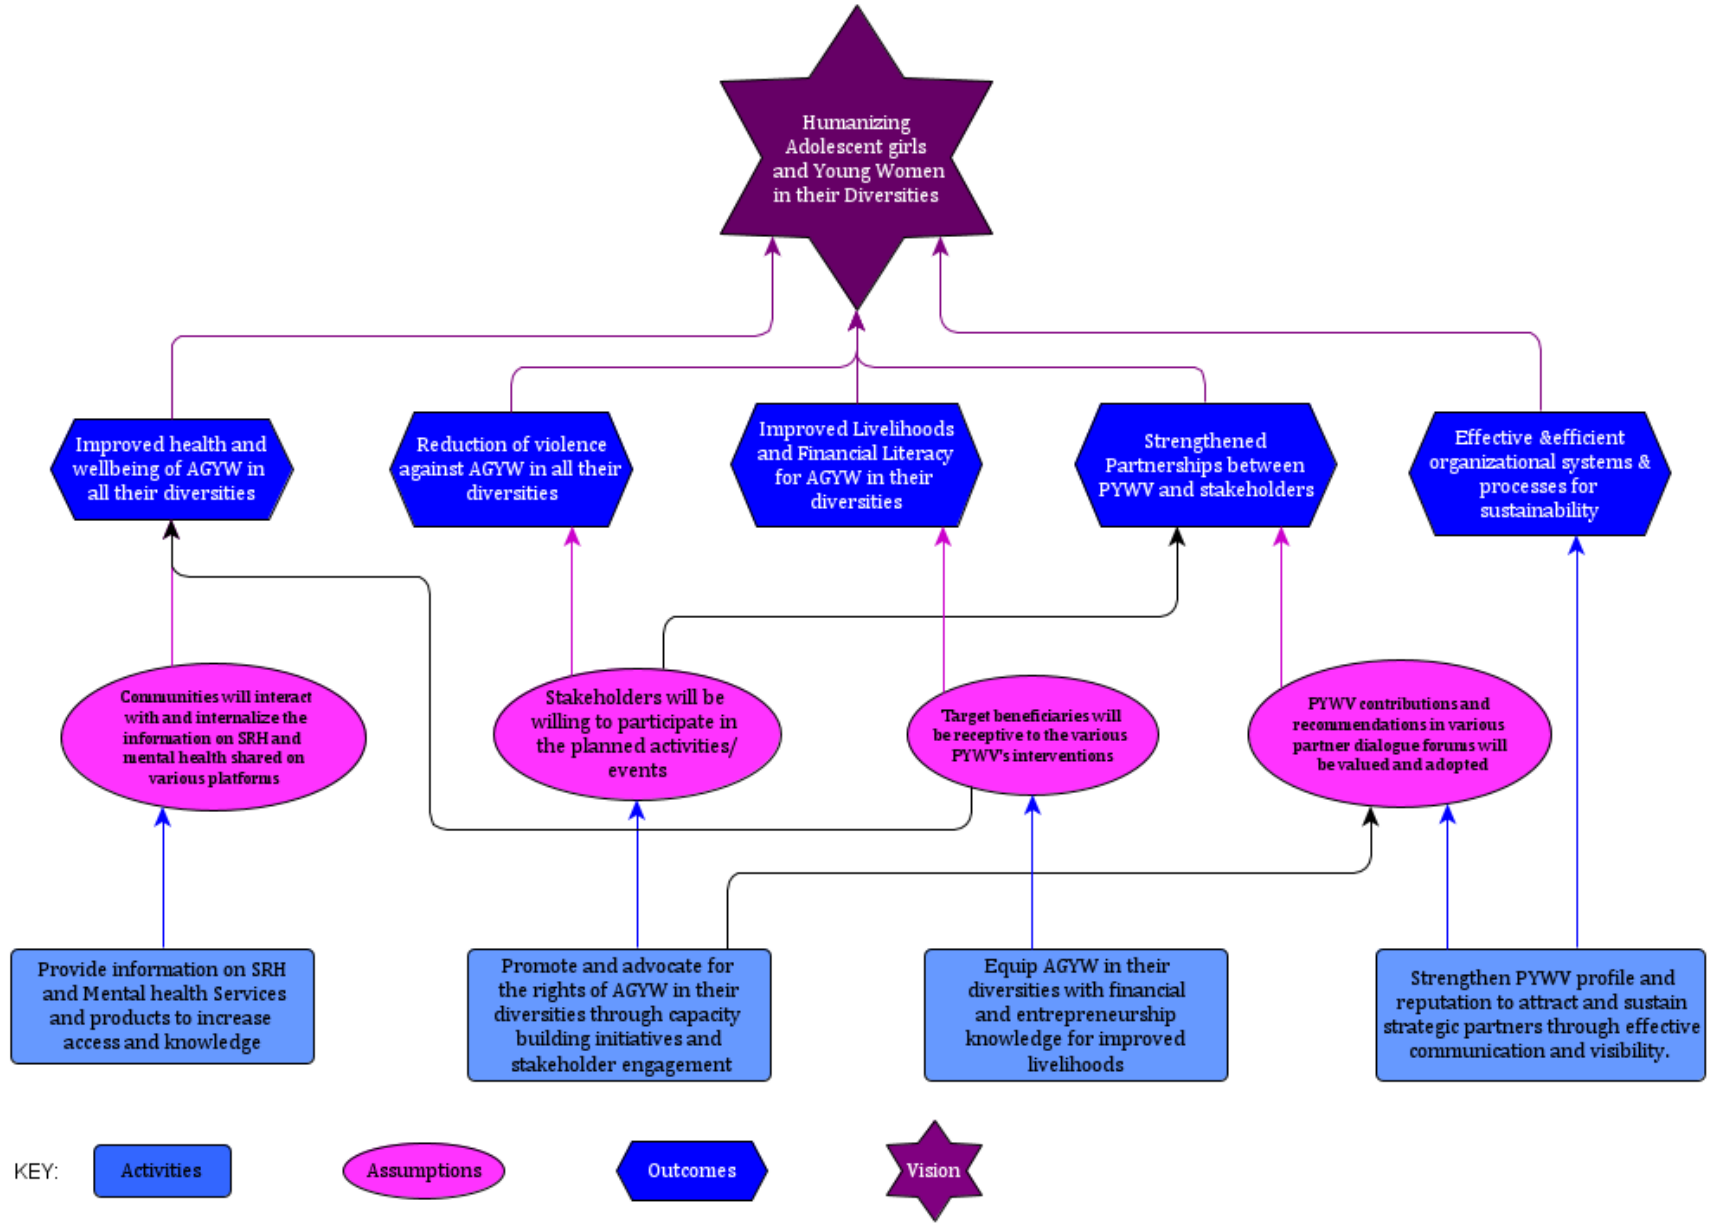 Humanizing
Adolescent girls
and Young Women
in their Diversities
Improved health and
wellbeing of AGYW in
all their diversities
Reduction of violence
against AGYW in all their
diversities
Improved Livelihoods
and Financial Literacy
for AGYW in their
diversities
Strengthened
Partnerships between
PYWV and stakeholders
Effective &efficient
organizational systems &
processes for
sustainability
Communities will interact
with and internalize the
information on SRH and
mental health shared on
various platforms
Stakeholders will be
willing to participate in
the planned activities/
events
Target beneficiaries will
be receptive to the various
PYWV's interventions
PYWV contributions and
recommendations in various
partner dialogue forums will
be valued and adopted
Provide information on SRH
and Mental health Services
and products to increase
access and knowledge
Promote and advocate for
the rights of AGYW in their
diversities through capacity
building initiatives and
stakeholder engagement
Equip AGYW in their
diversities with financial
and entrepreneurship
knowledge for improved
livelihoods
Strengthen PYWV profile and
reputation to attract and sustain
strategic partners through effective
communication and visibility.
KEY:
Activities
Assumptions
Outcomes
Vision